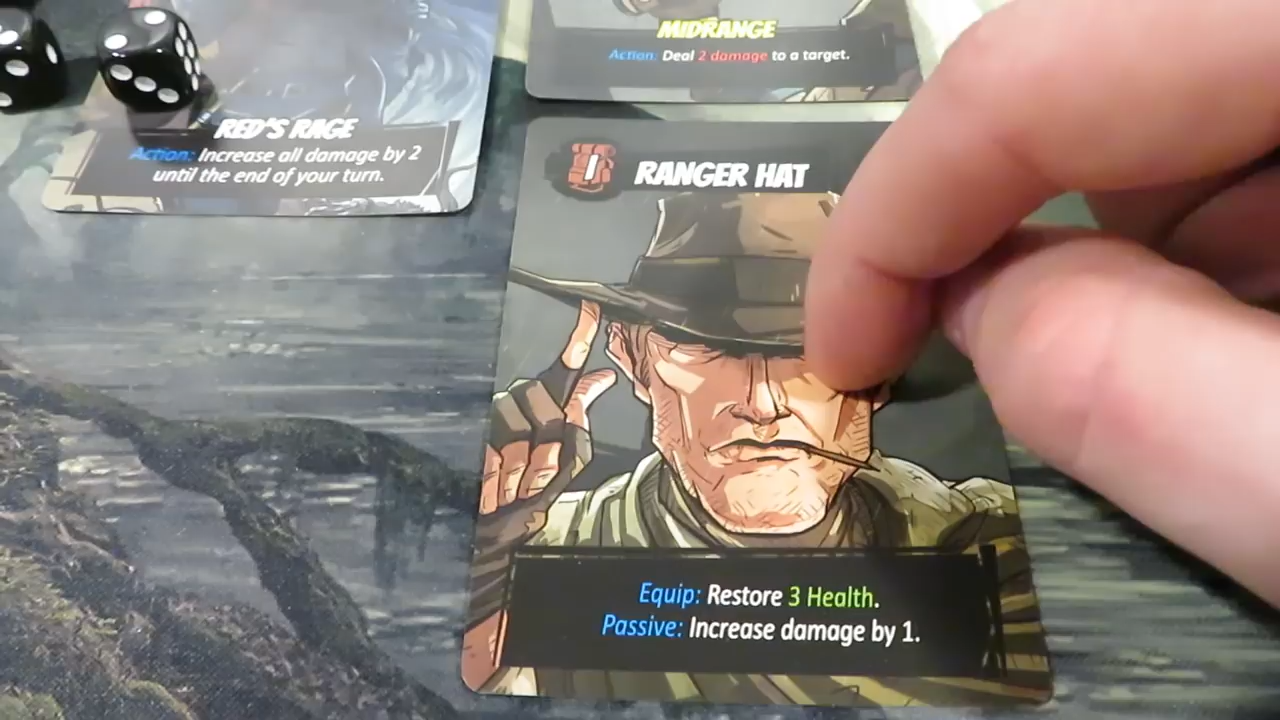 MIDRANGE
Action: Deal 2 damage to a target.
RED'S RAGE
Action: Increase all damage by 2
until the end of your turn.
1 RANGER HAT
Equip: Restore 3 Health.
Passive: Increase damage by 1.